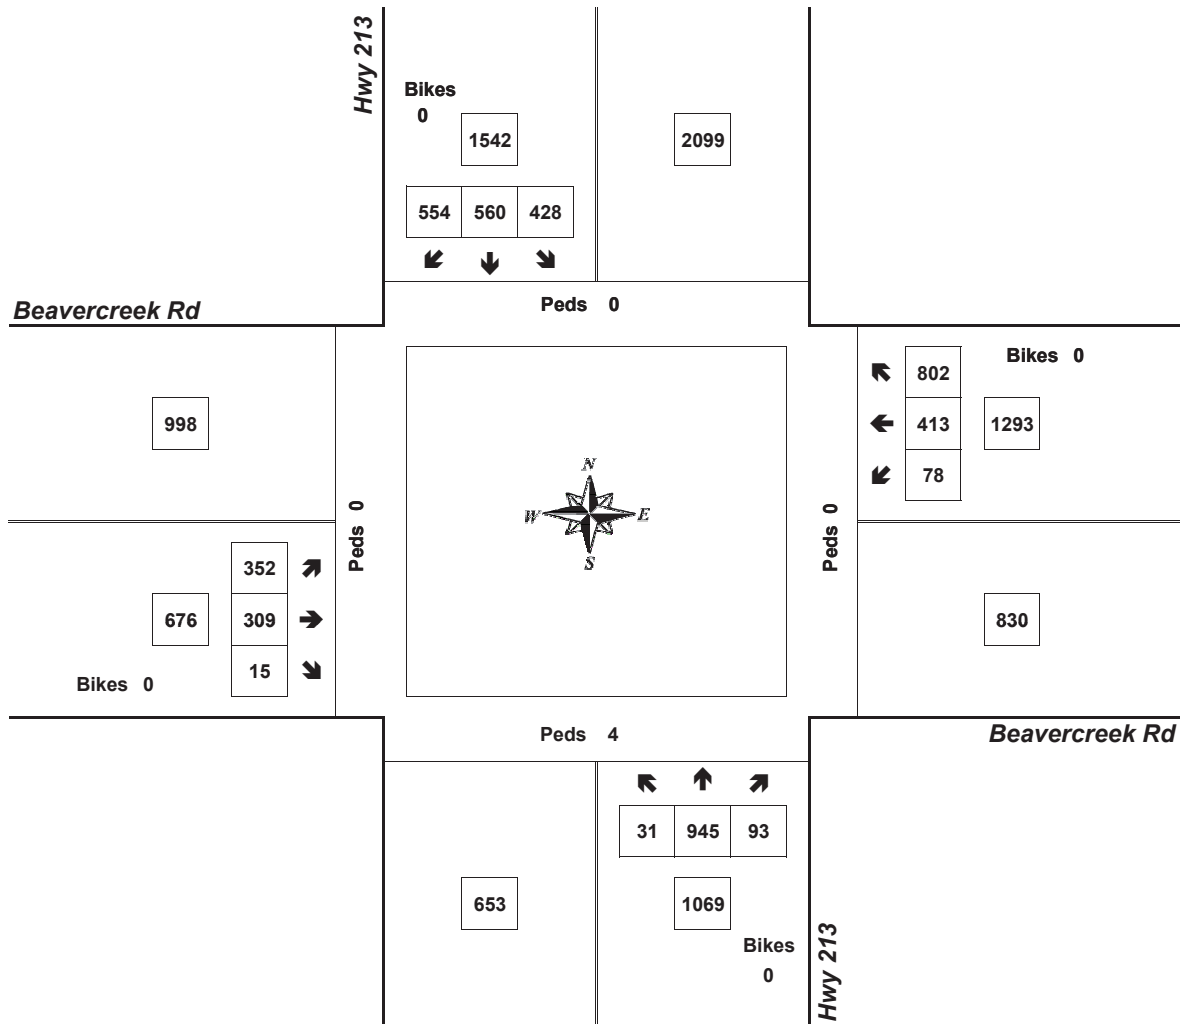 Hwy 213
Bikes
0
1542
2099
554 560 428
Peds 0
Beavercreek Rd
802
Bikes 0
998
413
1293
78
N
W E
S
Peds 0
Peds 0
352
676
309
830
15
Bikes 0
Peds 4
Beavercreek Rd
31 945 93
653
1069
Bikes
0
Hwy 213